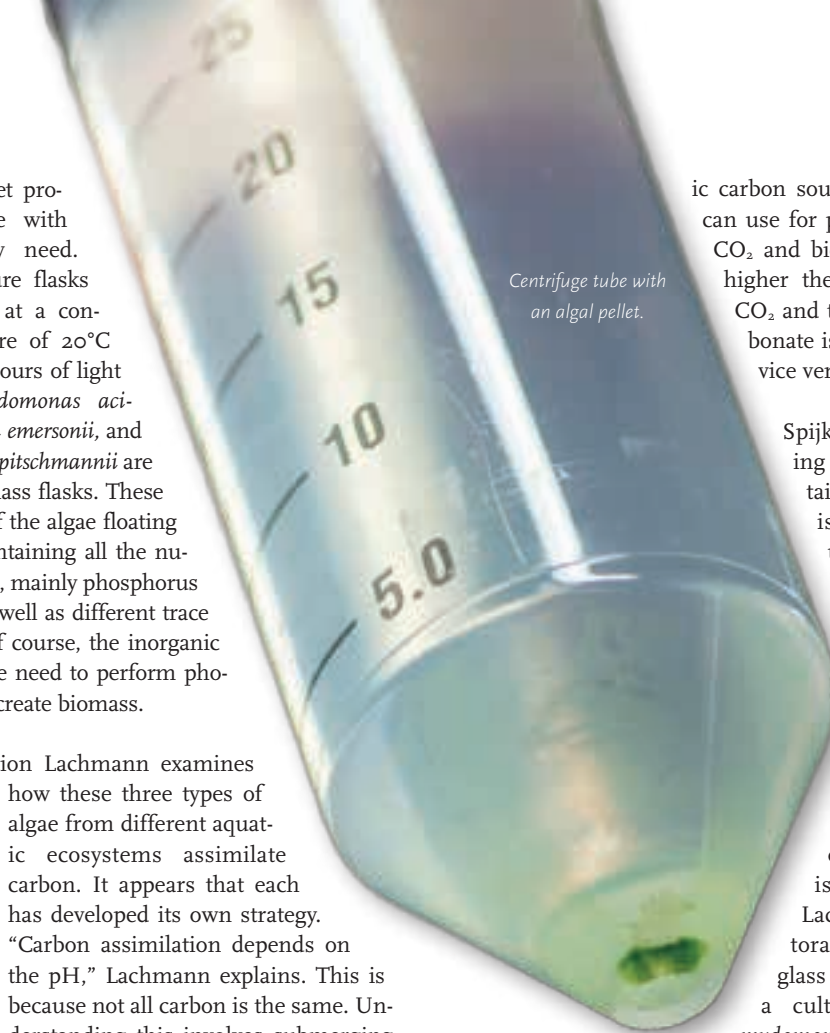 et pro-
e with
y need.
ure flasks
at a con-
re of 20°C
ours of light
domonas aci-
emersonii, and
pitschmannii are
lass flasks. These
f the algae floating
ntaining all the nu-
, mainly phosphorus
well as different trace
f course, the inorganic
e need to perform pho-
create biomass.
ion Lachmann examines
how these three types of
algae from different aquat-
ic ecosystems assimilate
carbon. It appears that each
has developed its own strategy.
“Carbon assimilation depends on
the pH,” Lachmann explains. This is
because not all carbon is the same. Un-
derstanding this involves submerging
25
20
15
10
5.0
Centrifuge tube with
an algal pellet.
ic carbon sou
can use for p
CO₂ and bi
higher the
CO₂ and t
bonate is
vice ver
Spijk
ing
tai
is
is
Lac
tora
glass
a cult